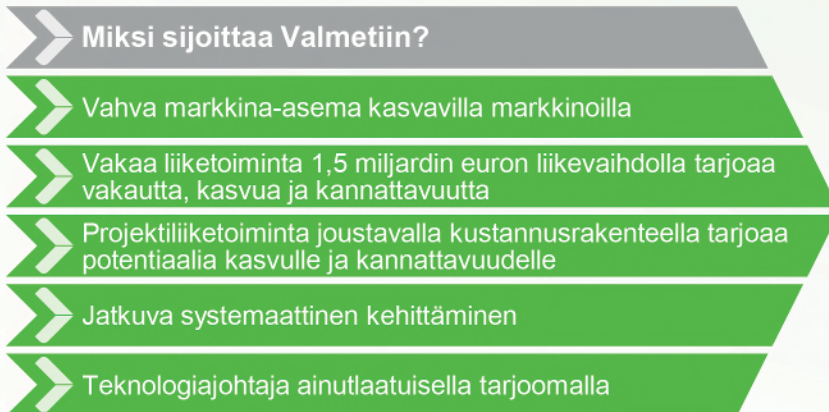 Miksi sijoittaa Valmetiin?
Vahva markkina-asema kasvavilla markkinoilla
Vakaa liiketoiminta 1,5 miljardin euron liikevaihdolla tarjoaa
vakautta, kasvua ja kannattavuutta
Projektiliiketoiminta joustavalla kustannusrakenteella tarjoaa
potentiaalia kasvulle ja kannattavuudelle
Jatkuva systemaattinen kehittäminen
Teknologiajohtaja ainutlaatuisella tarjoomalla